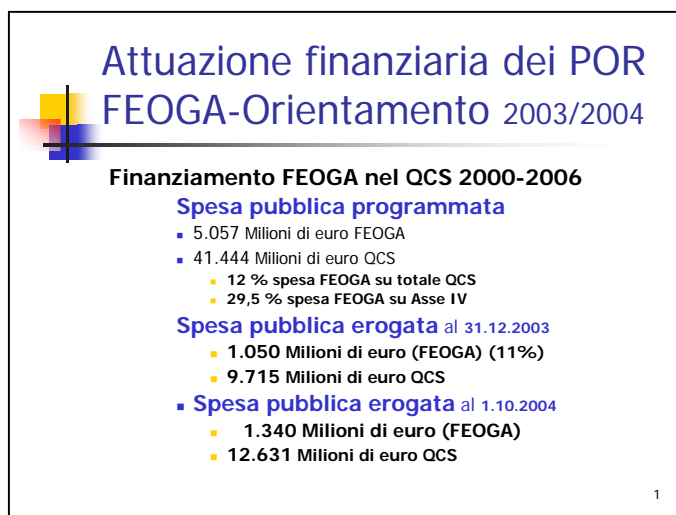 Attuazione finanziaria dei POR
FEOGA-Orientamento 2003/2004
Finanziamento FEOGA nel QCS 2000-2006
Spesa pubblica programmata
5.057 Milioni di euro FEOGA
41.444 Milioni di euro QCS
12 % spesa FEOGA su totale QCS
29,5 % spesa FEOGA su Asse IV
Spesa pubblica erogata al 31.12.2003
1.050 Milioni di euro (FEOGA) (11%)
9.715 Milioni di euro QCS
Spesa pubblica erogata al 1.10.2004
1.340 Milioni di euro (FEOGA)
12.631 Milioni di euro QCS
1